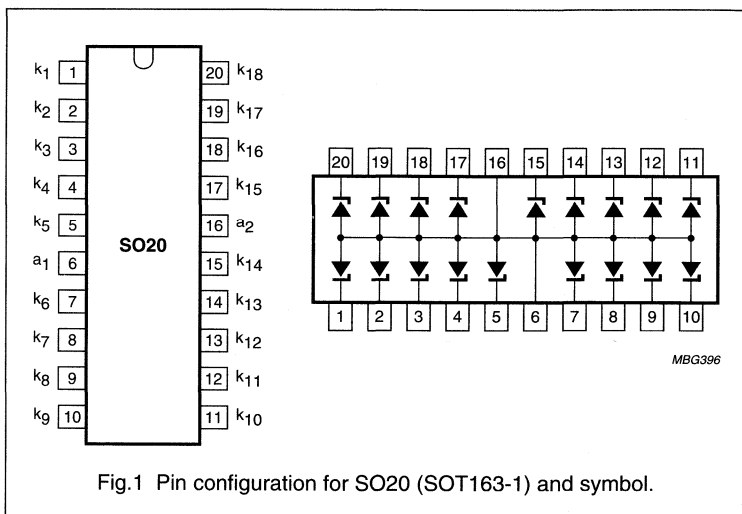 k1 1 20 k18
k2 2 19 k17
k3 3 18 k16
k4 4 17 k15
k5 5 16 a2
SO20
a1 6 15 k14
k6 7 14 k13
k7 8 13 k12
k8 9 12 k11
k9 10 11 k10
20 19 18 17 16 15 14 13 12 11
1 2 3 4 5 6 7 8 9 10
MBG396
Fig.1 Pin configuration for SO20 (SOT163-1) and symbol.